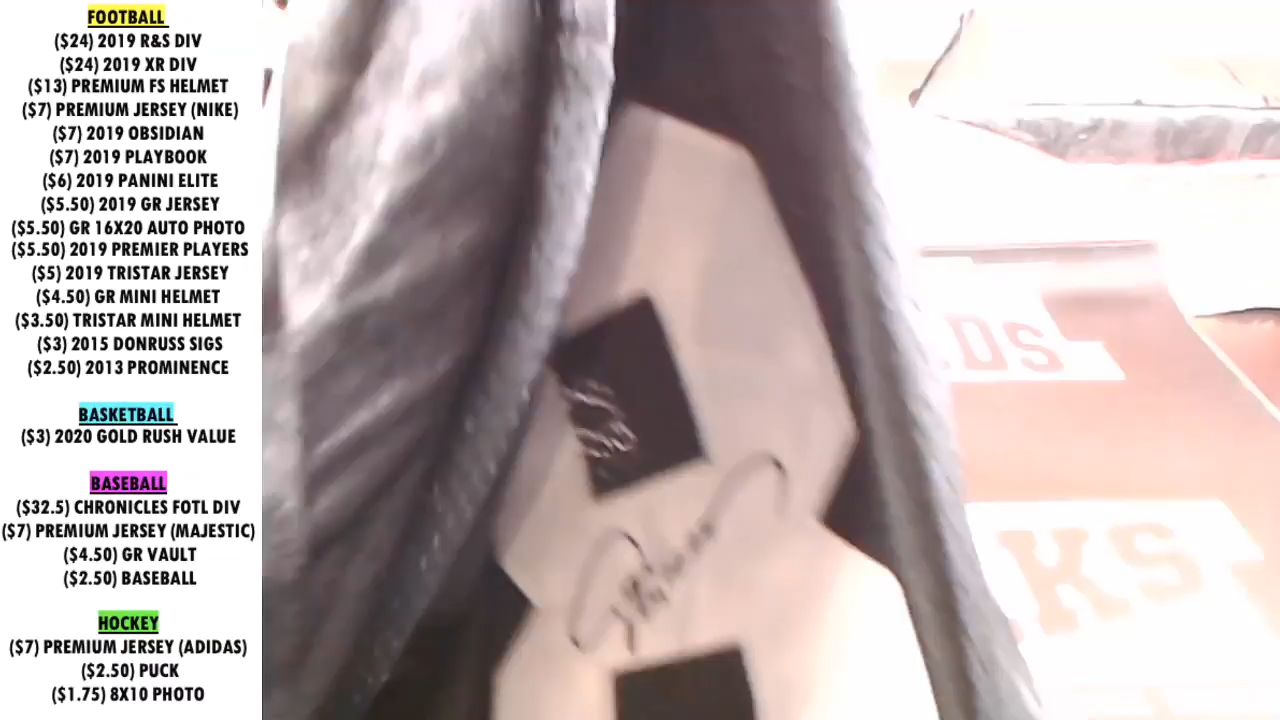 FOOTBALL
($24) 2019 R&S DIV
($24) 2019 XR DIV
($13) PREMIUM FS HELMET
($7) PREMIUM JERSEY (NIKE)
($7) 2019 OBSIDIAN
($7) 2019 PLAYBOOK
($6) 2019 PANINI ELITE
($5.50) 2019 GR JERSEY
($5.50) GR 16X20 AUTO PHOTO
($5.50) 2019 PREMIER PLAYERS
($5) 2019 TRISTAR JERSEY
($4.50) GR MINI HELMET
($3.50) TRISTAR MINI HELMET
($3) 2015 DONRUSS SIGS
($2.50) 2013 PROMINENCE
BASKETBALL
($3) 2020 GOLD RUSH VALUE
BASEBALL
($32.5) CHRONICLES FOTL DIV
($7) PREMIUM JERSEY (MAJESTIC)
($4.50) GR VAULT
($2.50) BASEBALL
HOCKEY
($7) PREMIUM JERSEY (ADIDAS)
($2.50) PUCK
($1.75) 8X10 PHOTO
DS
KS